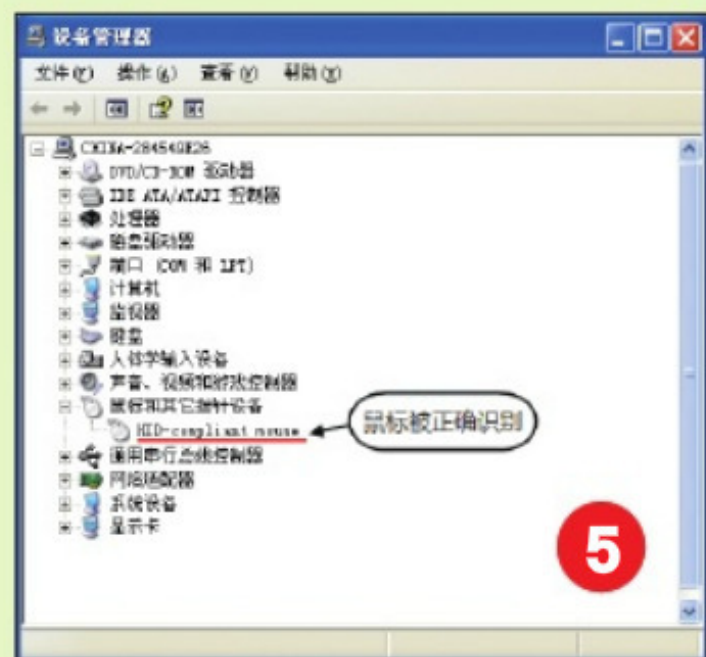 设备管理器
文件(F) 操作(A) 查看(V) 帮助(H)
CHINA-284549E26
DVD/CD-ROM 驱动器
IDE ATA/ATAPI 控制器
处理器
磁盘驱动器
端口 (COM 和 LPT)
计算机
监视器
键盘
人体学输入设备
声音、视频和游戏控制器
鼠标和其它指针设备
HID-compliant mouse
鼠标被正确识别
通用串行总线控制器
网络适配器
系统设备
显示卡
5